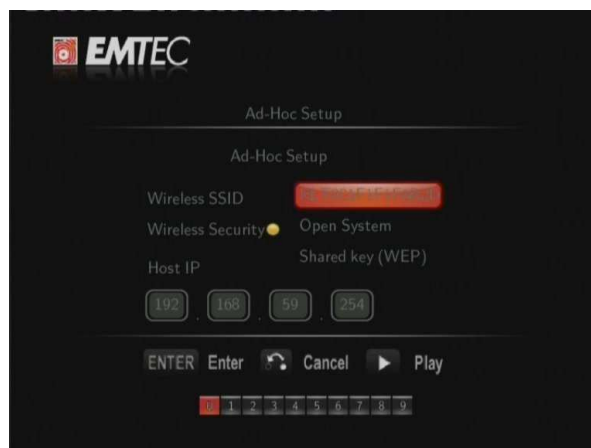 EMTEC
Ad-Hoc Setup
Ad-Hoc Setup
Wireless SSID
Wireless Security Open System
Shared key (WEP)
Host IP
192 . 168 . 59 . 254
ENTER Enter Cancel Play
0 1 2 3 4 5 6 7 8 9